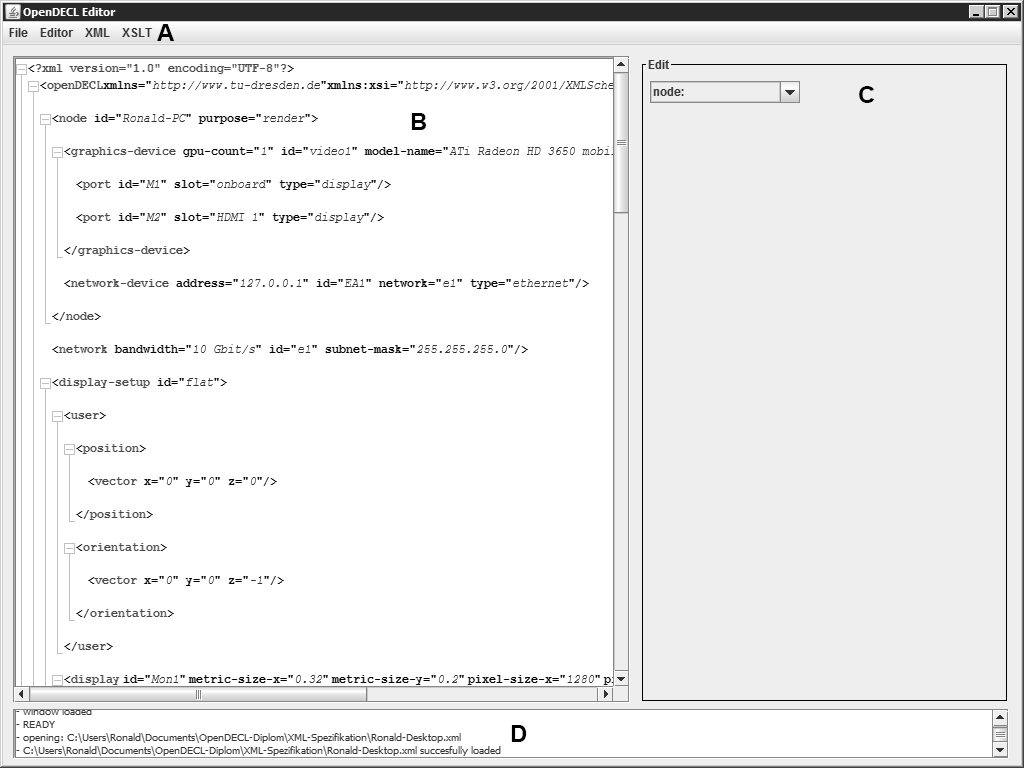 OpenDECL Editor
File Editor XML XSLT A
<?xml version="1.0" encoding="UTF-8"?>
<openDECLxmlns="http://www.tu-dresden.de"xmlns:xsi="http://www.w3.org/2001/XMLSche
<node id="Ronald-PC" purpose="render">
B
<graphics-device gpu-count="1" id="video1" model-name="ATi Radeon HD 3650 mobil
<port id="M1" slot="onboard" type="display"/>
<port id="M2" slot="HDMI 1" type="display"/>
</graphics-device>
<network-device address="127.0.0.1" id="EA1" network="e1" type="ethernet"/>
</node>
<network bandwidth="10 Gbit/s" id="e1" subnet-mask="255.255.255.0"/>
<display-setup id="flat">
<user>
<position>
<vector x="0" y="0" z="0"/>
</position>
<orientation>
<vector x="0" y="0" z="-1"/>
</orientation>
</user>
<display id="Mon1" metric-size-x="0.32" metric-size-y="0.2" pixel-size-x="1280" pi
Edit
node:
C
- window loaded
- READY
- opening: C:\Users\Ronald\Documents\OpenDECL-Diplom\XML-Spezifikation\Ronald-Desktop.xml
- C:\Users\Ronald\Documents\OpenDECL-Diplom\XML-Spezifikation\Ronald-Desktop.xml succesfully loaded
D